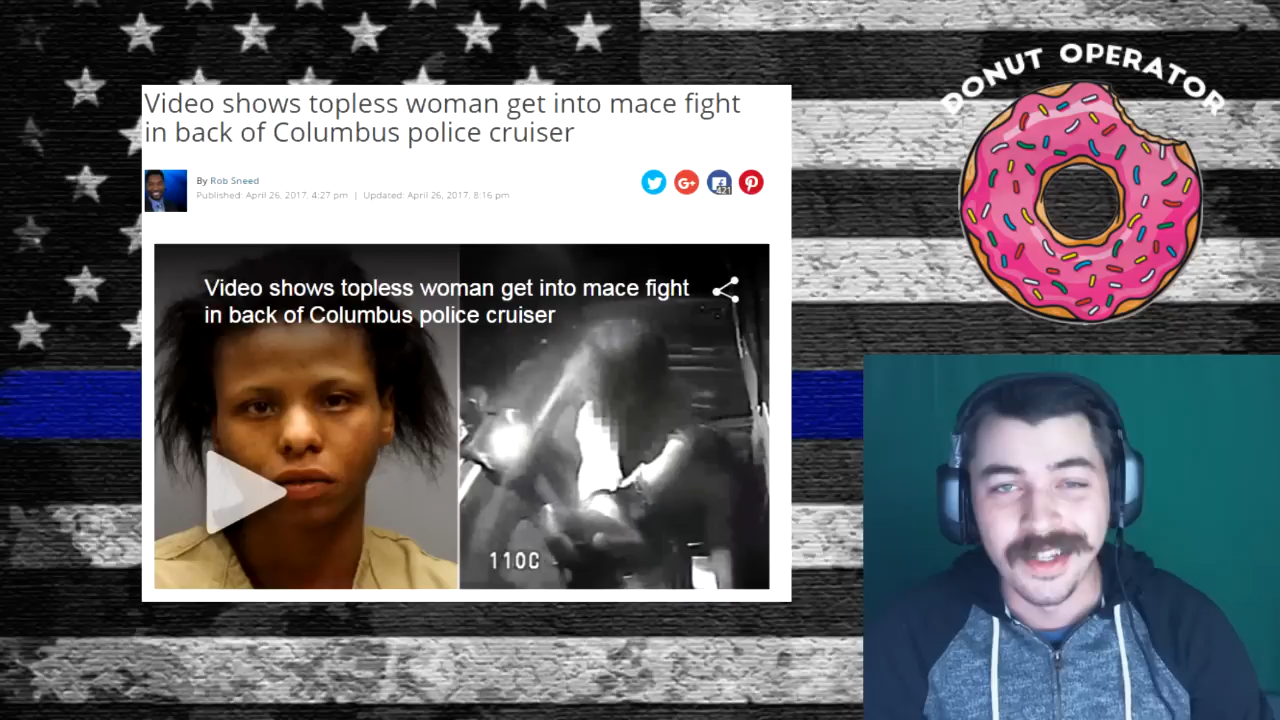 DONUT OPERATOR
Video shows topless woman get into mace fight
in back of Columbus police cruiser
By Rob Sneed
Published: April 26, 2017, 4:27 pm | Updated: April 26, 2017, 8:16 pm
421
Video shows topless woman get into mace fight
in back of Columbus police cruiser
110C